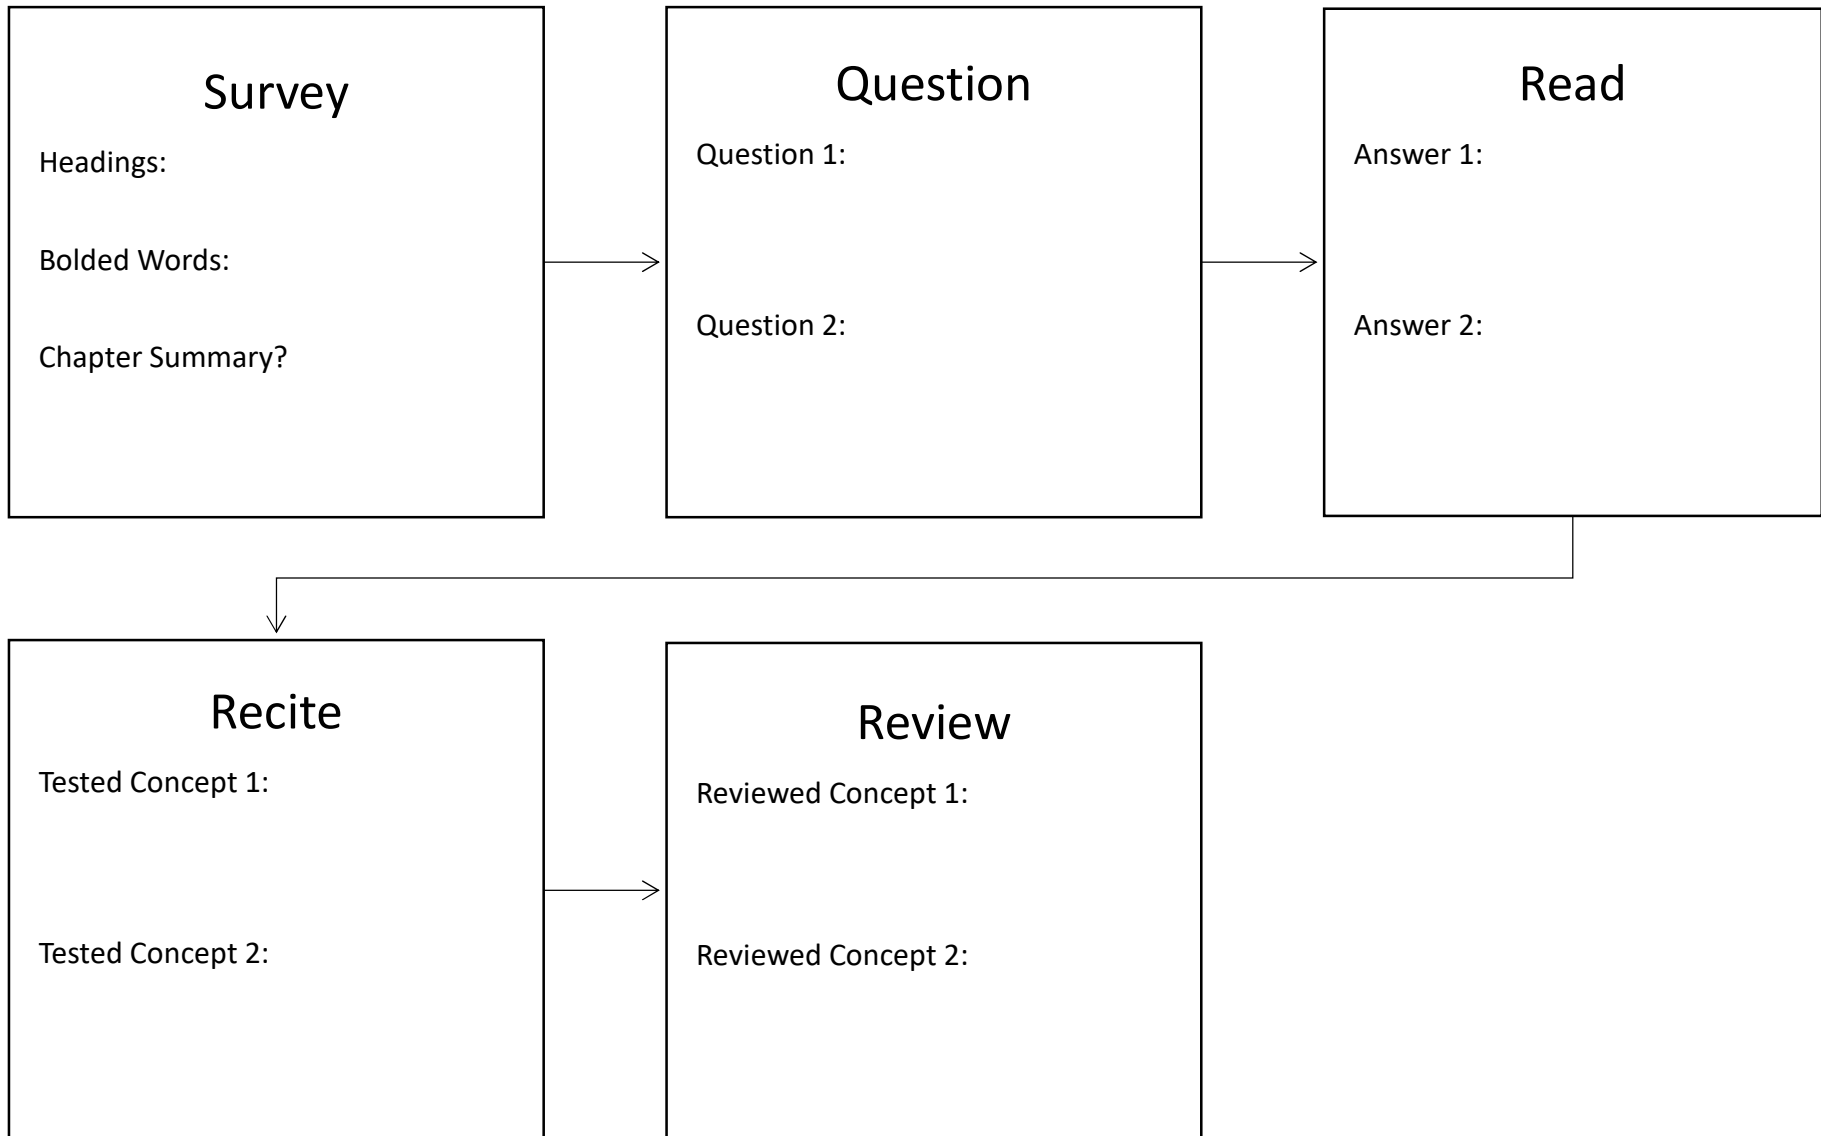 Survey
Headings:
Bolded Words:
Chapter Summary?
Question
Question 1:
Question 2:
Read
Answer 1:
Answer 2:
Recite
Tested Concept 1:
Tested Concept 2:
Review
Reviewed Concept 1:
Reviewed Concept 2: